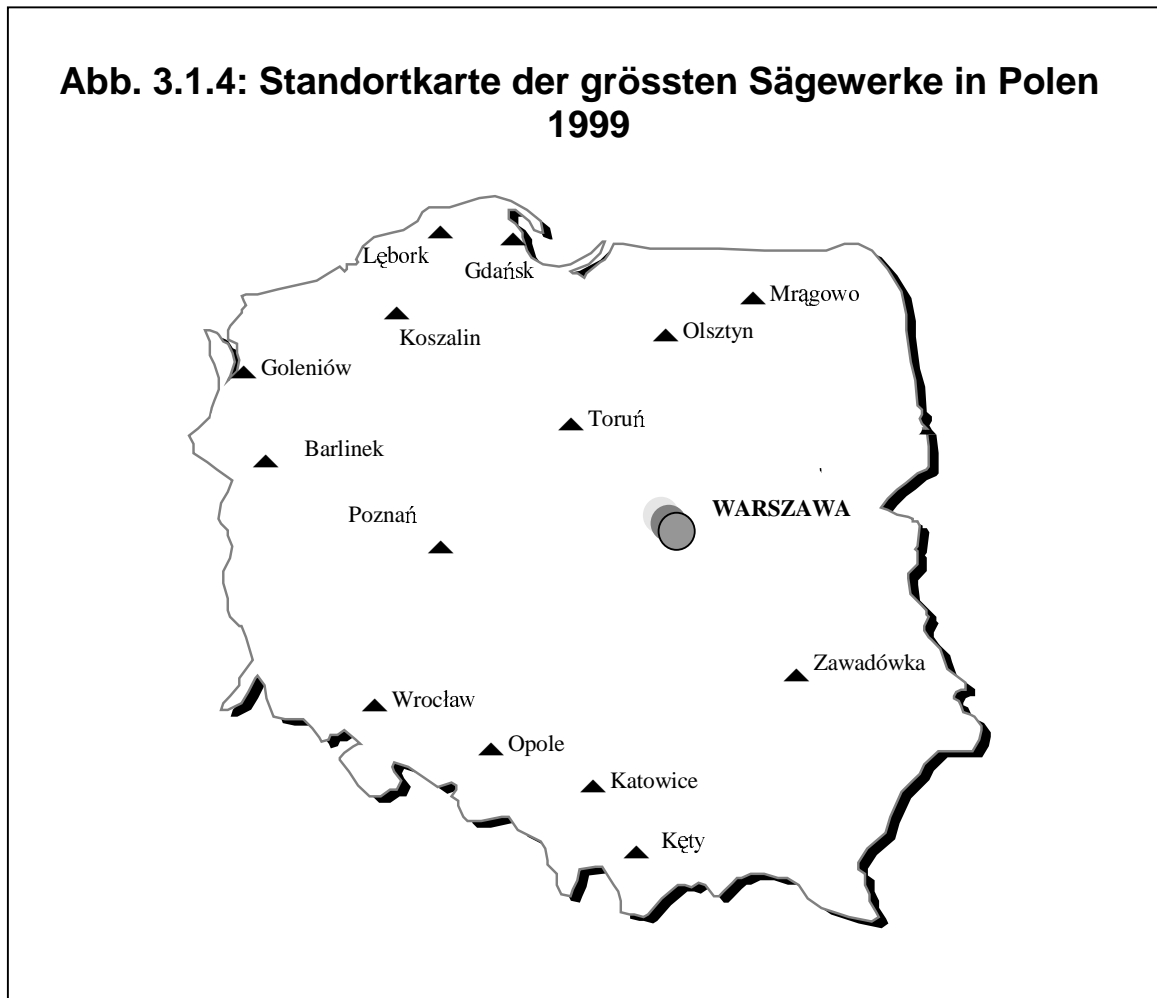 Abb. 3.1.4: Standortkarte der grössten Sägewerke in Polen
1999
Lębork
Gdańsk
Mrągowo
Koszalin
Olsztyn
Goleniów
Toruń
Barlinek
Poznań
WARSZAWA
Zawadówka
Wrocław
Opole
Katowice
Kęty